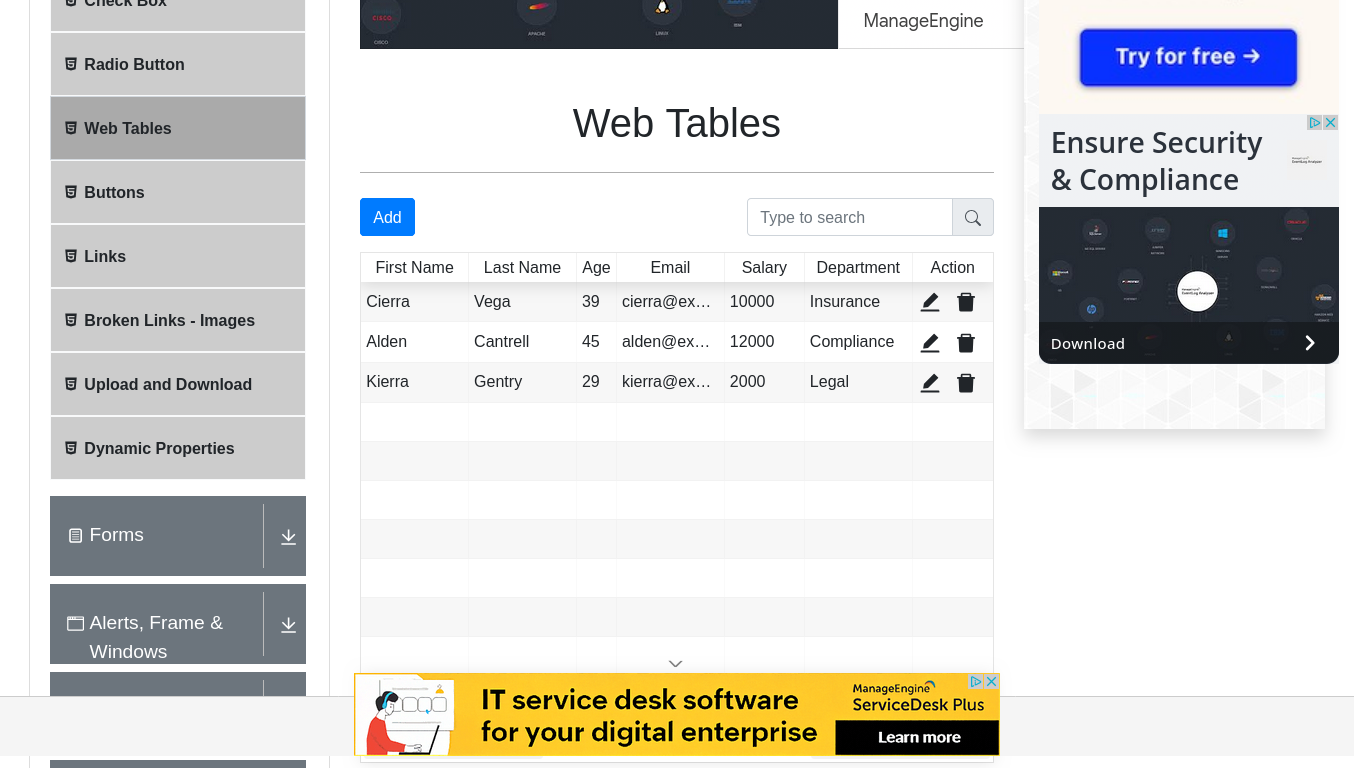 Check Box
Radio Button
Web Tables
Buttons
Links
Broken Links - Images
Upload and Download
Dynamic Properties
Forms
Alerts, Frame &
Windows
CISCO
APACHE
LINUX
ManageEngine
Web Tables
Add
Type to search
First Name Last Name Age Email Salary Department Action
Cierra Vega 39 cierra@ex… 10000 Insurance
Alden Cantrell 45 alden@ex… 12000 Compliance
Kierra Gentry 29 kierra@ex… 2000 Legal
Try for free →
Ensure Security
& Compliance
Download
IT service desk software
for your digital enterprise
ManageEngine
ServiceDesk Plus
Learn more